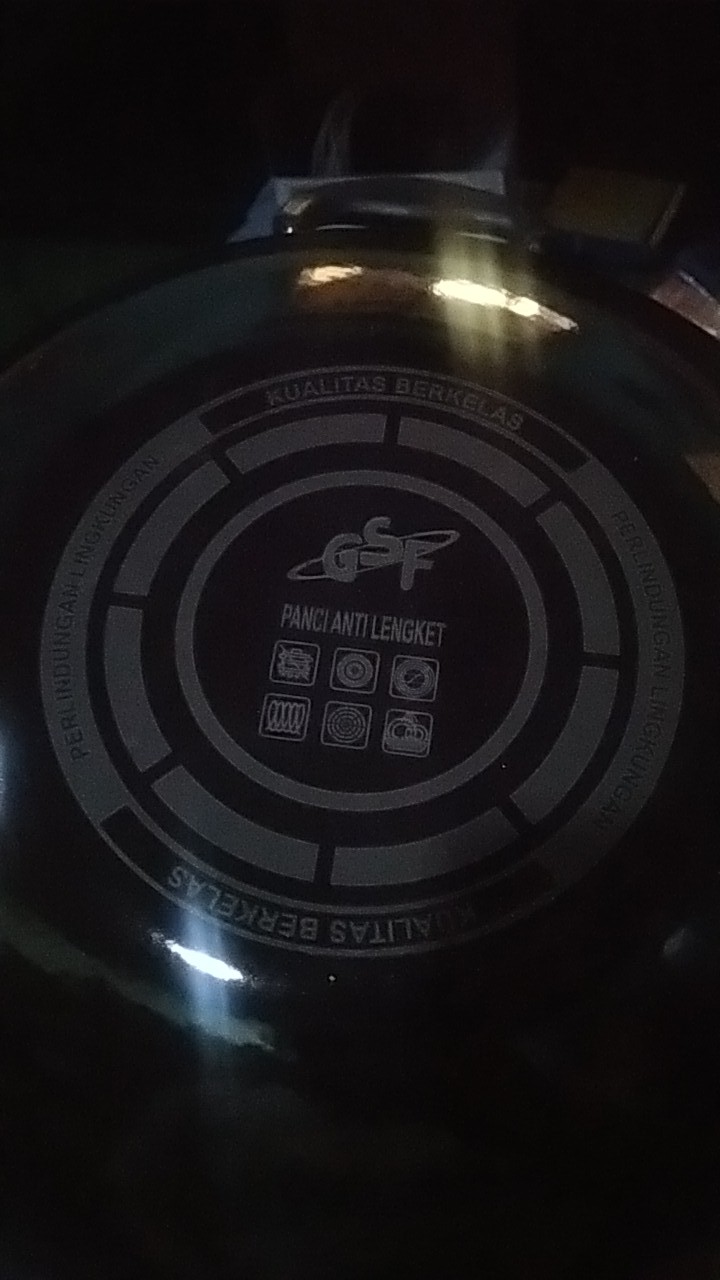 KUALITAS BERKELAS
PERLINDUNGAN LINGKUNGAN
PERLINDUNGAN LINGKUNGAN
GSF
PANCI ANTI LENGKET
KUALITAS BERKELAS